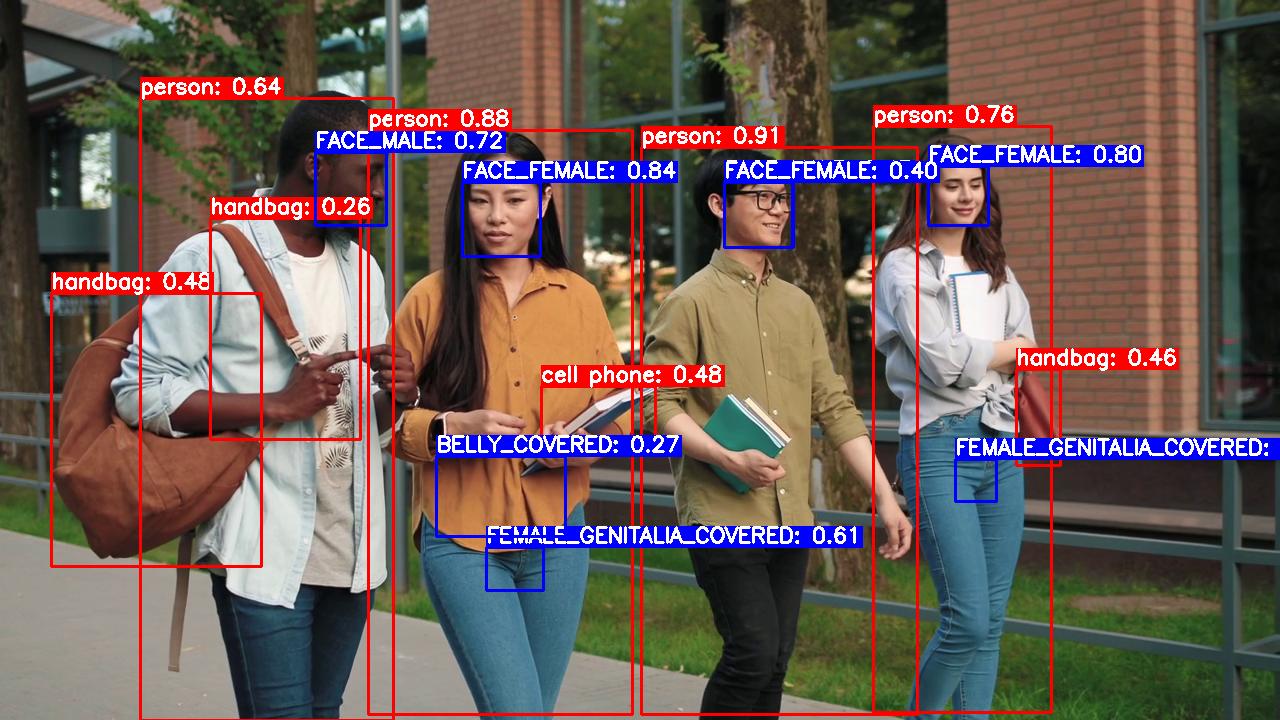 person: 0.64
person: 0.88
FACE_MALE: 0.72
person: 0.91
person: 0.76
FACE_FEMALE: 0.84
FACE_FEMALE: 0.40
FACE_FEMALE: 0.80
handbag: 0.26
handbag: 0.48
cell phone: 0.48
handbag: 0.46
BELLY_COVERED: 0.27
FEMALE_GENITALIA_COVERED:
FEMALE_GENITALIA_COVERED: 0.61